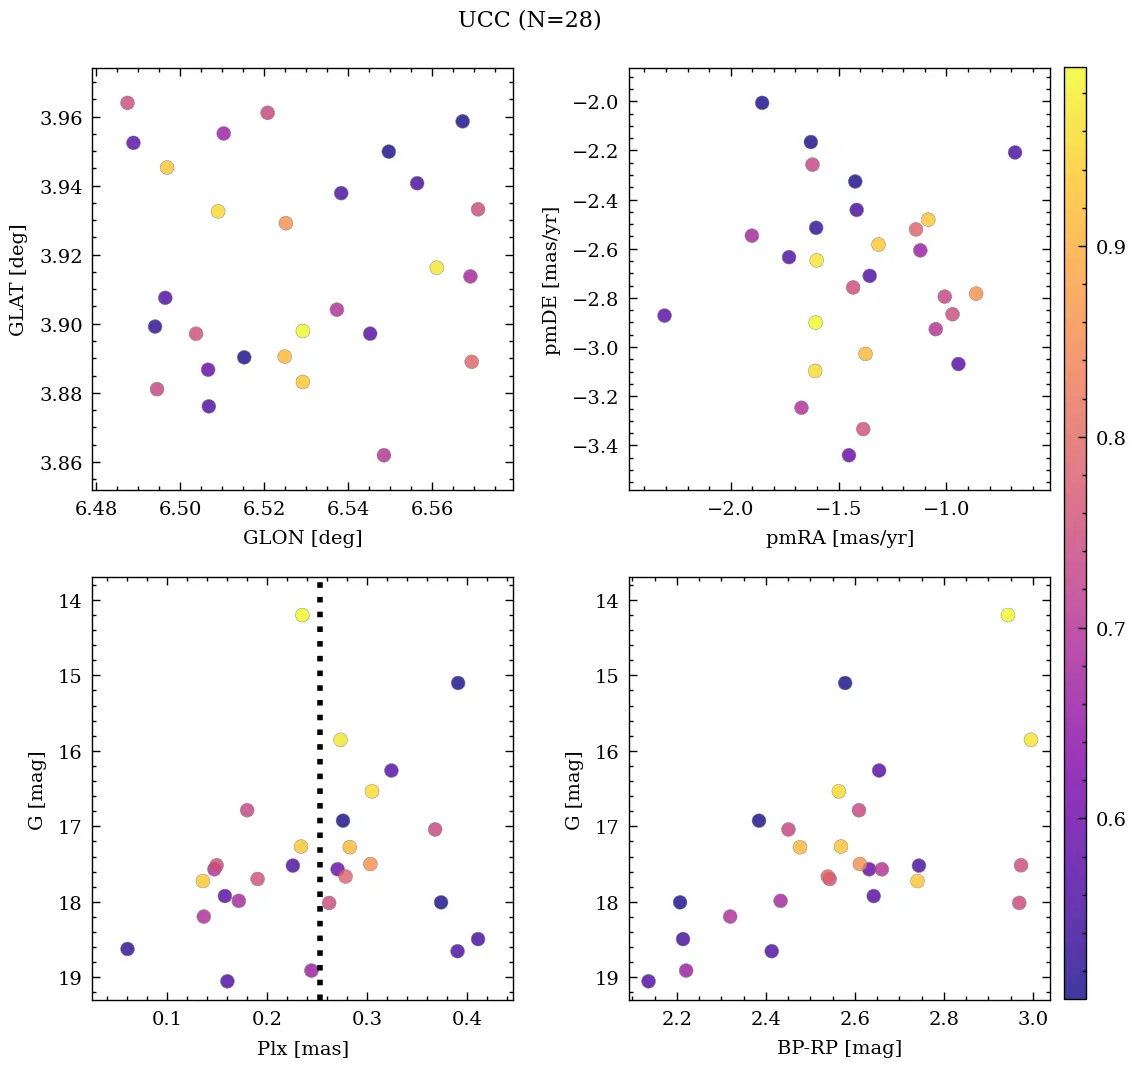 UCC (N=28)
3.96
3.94
3.92
3.90
3.88
3.86
GLAT [deg]
6.48 6.50 6.52 6.54 6.56
GLON [deg]
−2.0
−2.2
−2.4
−2.6
−2.8
−3.0
−3.2
−3.4
pmDE [mas/yr]
−2.0 −1.5 −1.0
pmRA [mas/yr]
0.9
0.8
0.7
0.6
14
15
16
17
18
19
G [mag]
0.1 0.2 0.3 0.4
Plx [mas]
14
15
16
17
18
19
G [mag]
2.2 2.4 2.6 2.8 3.0
BP-RP [mag]